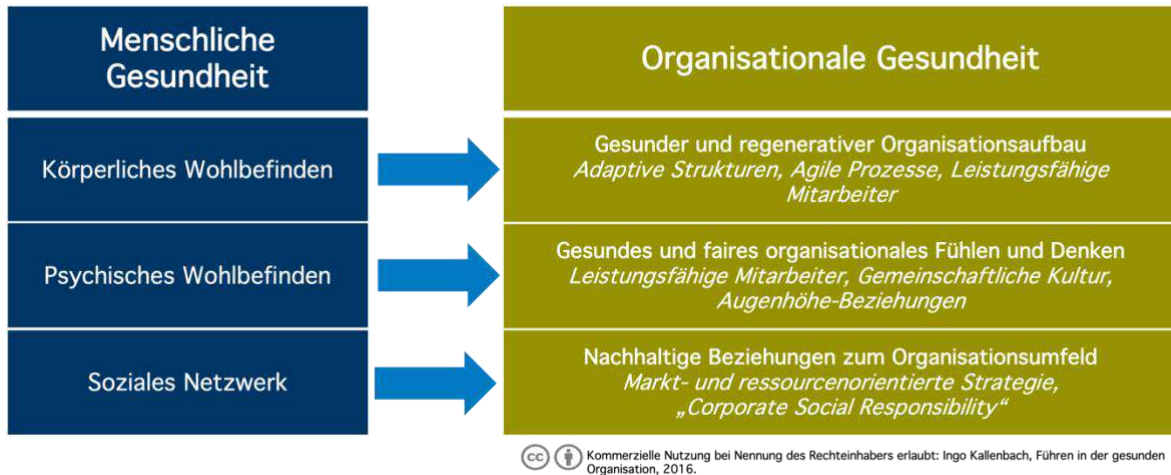 Menschliche
Gesundheit
Organisationale Gesundheit
Körperliches Wohlbefinden
Gesunder und regenerativer Organisationsaufbau
Adaptive Strukturen, Agile Prozesse, Leistungsfähige
Mitarbeiter
Psychisches Wohlbefinden
Gesundes und faires organisationales Fühlen und Denken
Leistungsfähige Mitarbeiter, Gemeinschaftliche Kultur,
Augenhöhe-Beziehungen
Soziales Netzwerk
Nachhaltige Beziehungen zum Organisationsumfeld
Markt- und ressourcenorientierte Strategie,
„Corporate Social Responsibility“
cc Kommerzielle Nutzung bei Nennung des Rechteinhabers erlaubt: Ingo Kallenbach, Führen in der gesunden
Organisation, 2016.